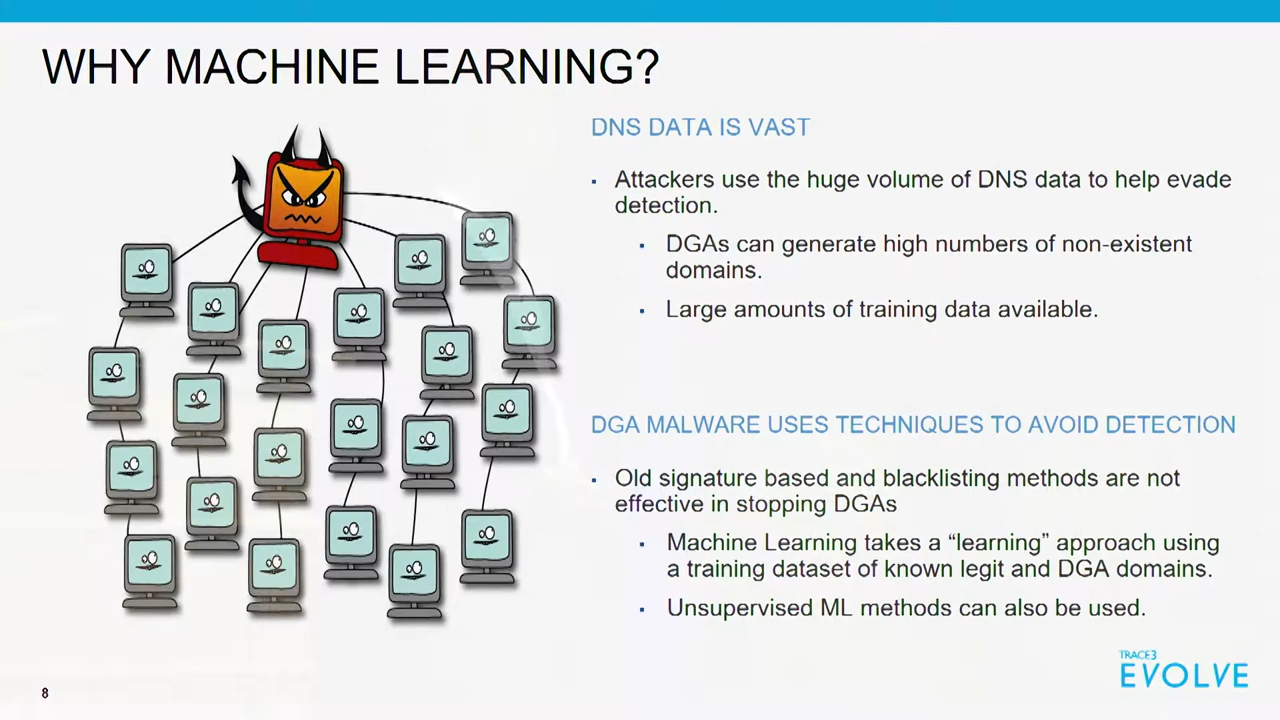 WHY MACHINE LEARNING?
DNS DATA IS VAST
Attackers use the huge volume of DNS data to help evade
detection.
DGAs can generate high numbers of non-existent
domains.
Large amounts of training data available.
DGA MALWARE USES TECHNIQUES TO AVOID DETECTION
Old signature based and blacklisting methods are not
effective in stopping DGAs
Machine Learning takes a “learning” approach using
a training dataset of known legit and DGA domains.
Unsupervised ML methods can also be used.
TRACE3
EVOLVE
8